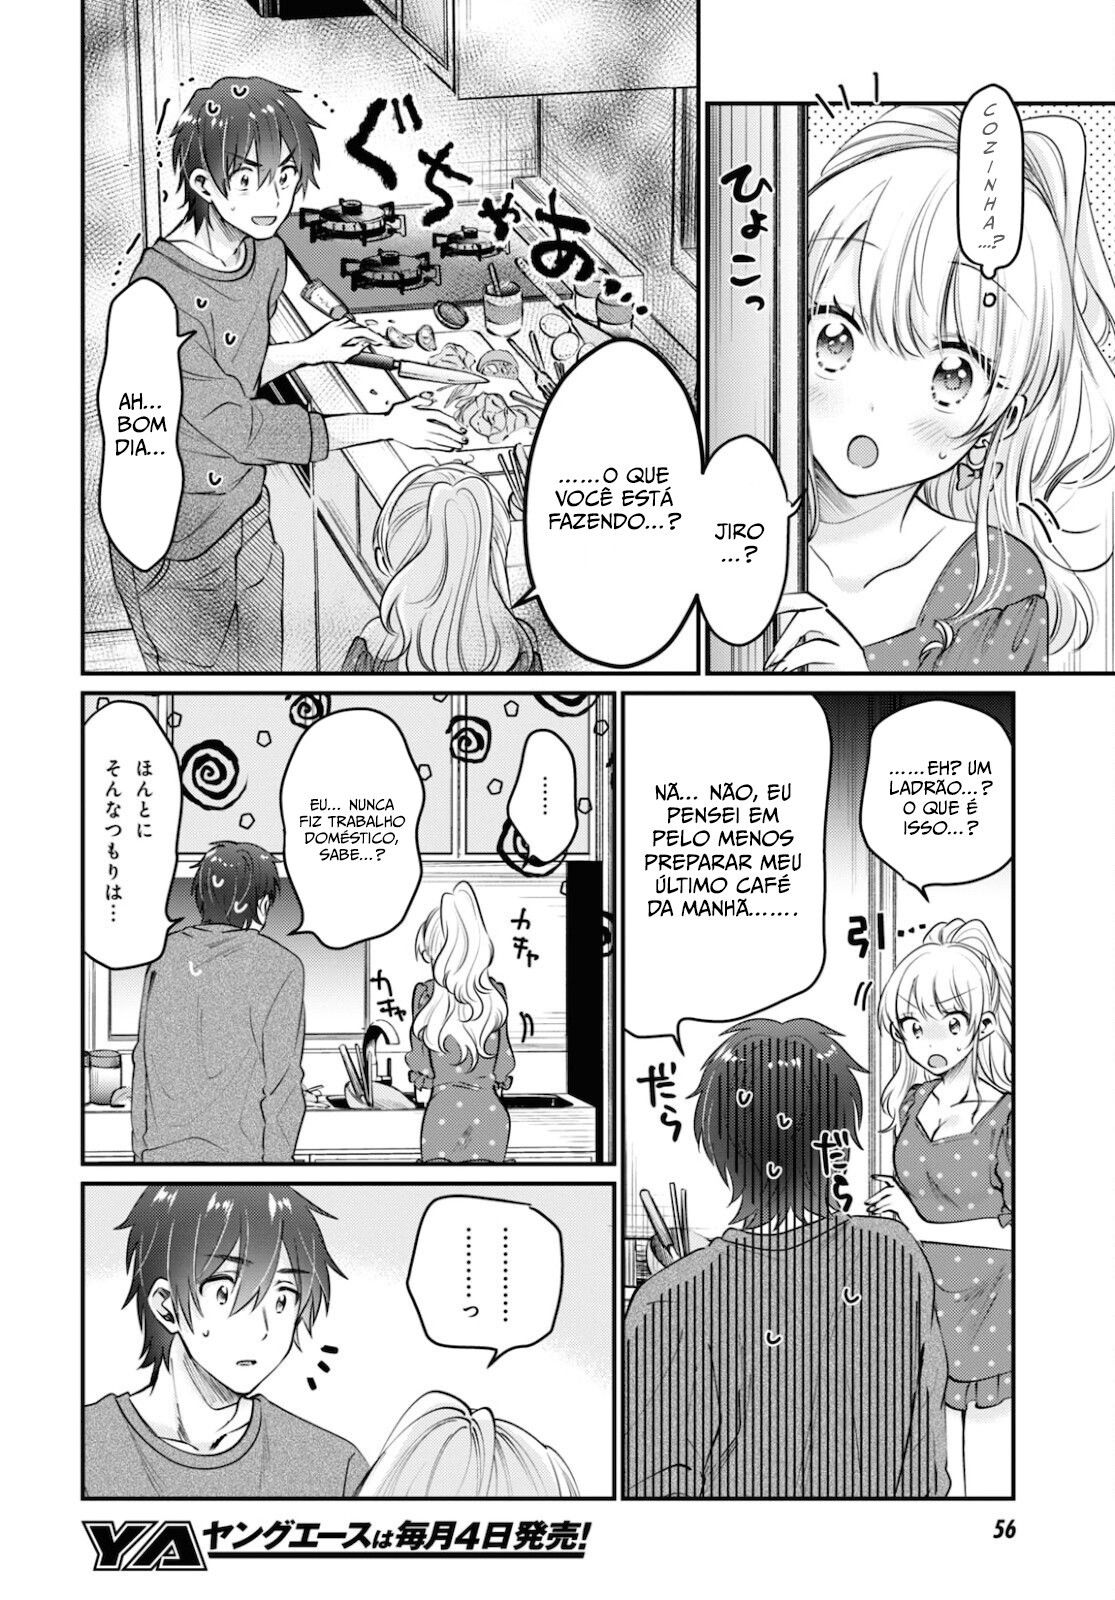 COZINHA
....?
ひょこっ
JIRO
...?
......O QUE
VOCÊ ESTÁ
FAZENDO...?
ぐちゃあ…
AH...
BOM
DIA...
......EH? UM
LADRÃO...?
O QUE É
ISSO...?
引…
NÃ... NÃO, EU
PENSEI EM
PELO MENOS
PREPARAR MEU
ÚLTIMO CAFÉ
DA MANHÃ.......
だら
だら
……
EU... NUNCA
FIZ TRABALHO
DOMÉSTICO,
SABE...?
カチャ
カチャ
ほんとに
そんなつもりは…
………
………っ
YA ヤングエースは毎月4日発売!
56